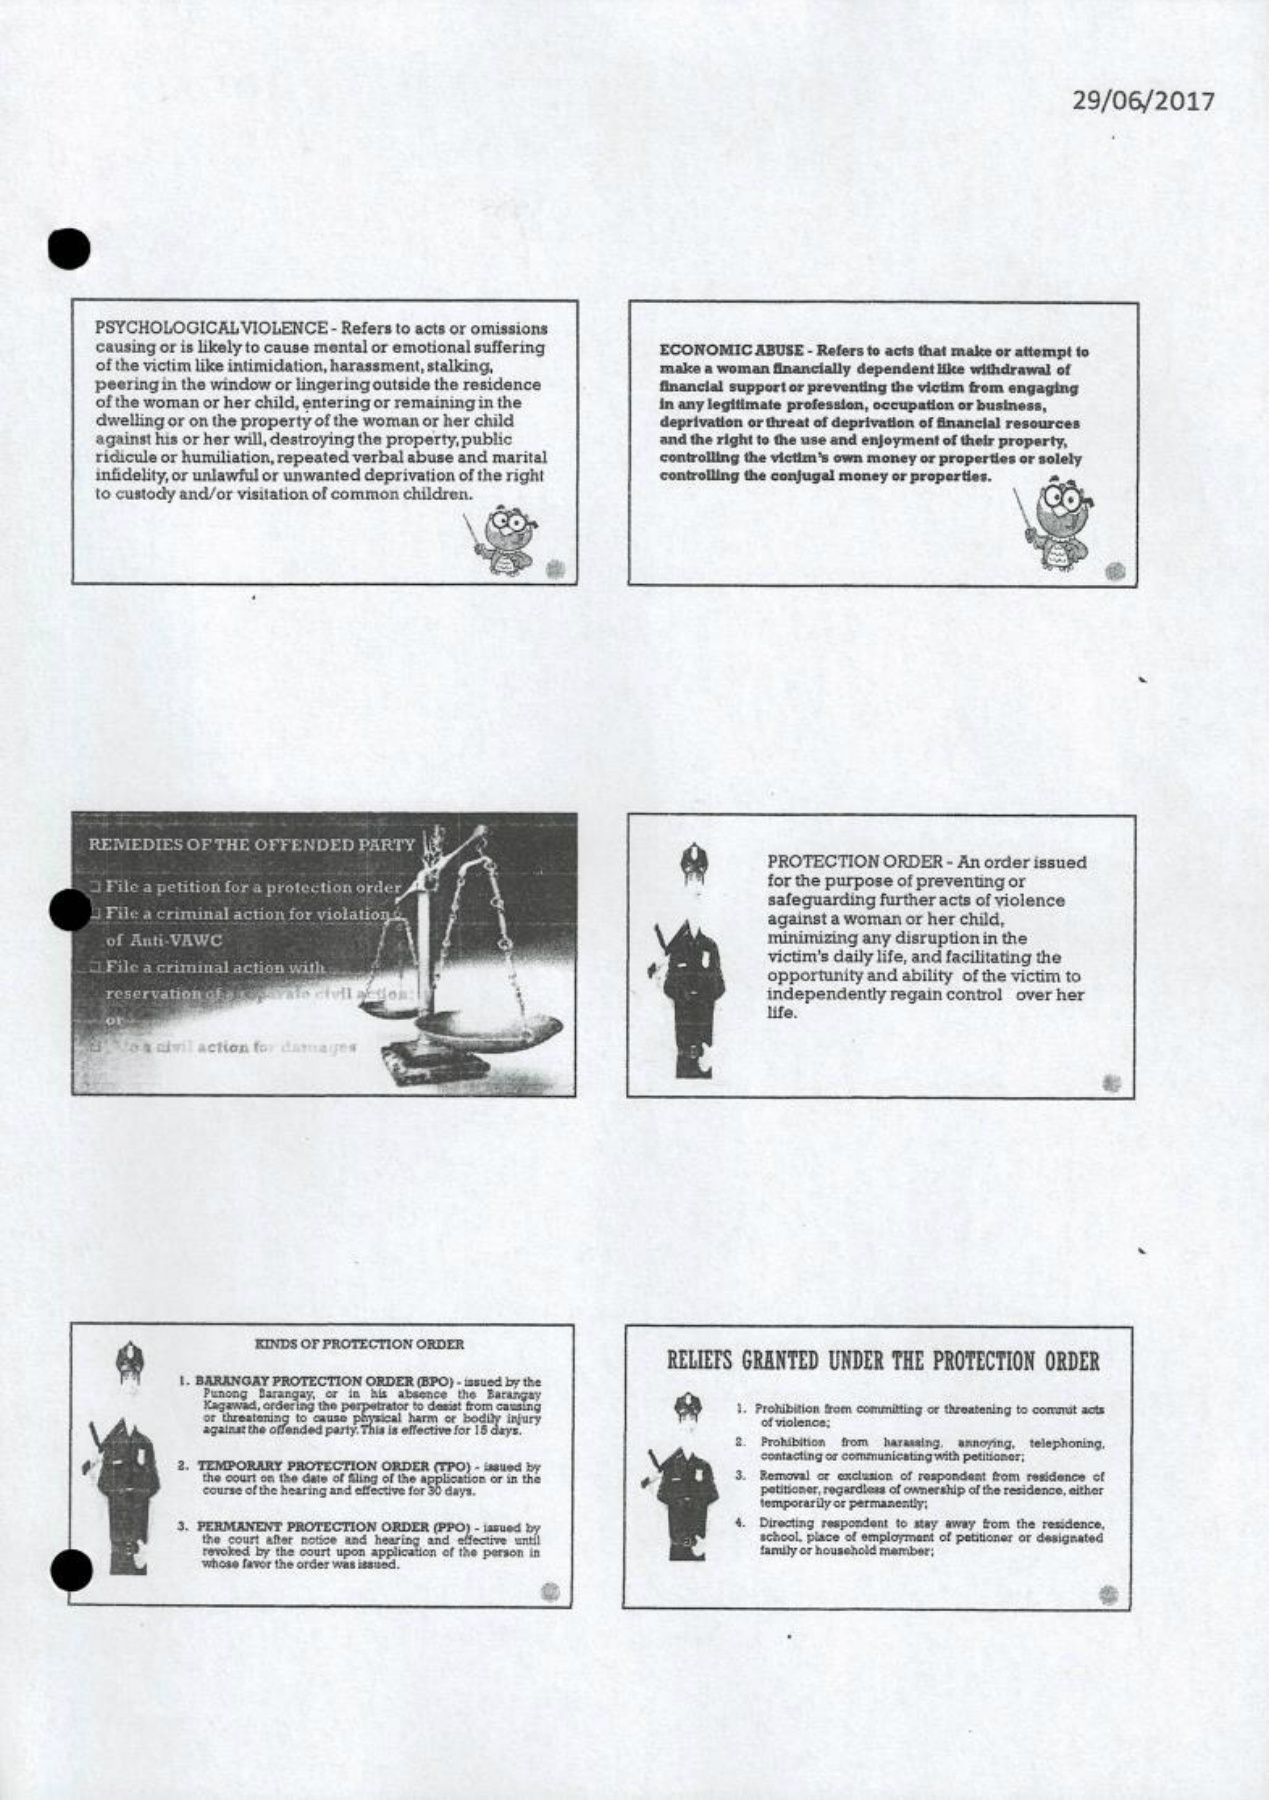 29/06/2017
PSYCHOLOGICAL VIOLENCE - Refers to acts or omissions
causing or is likely to cause mental or emotional suffering
of the victim like intimidation, harassment, stalking,
peering in the window or lingering outside the residence
of the woman or her child, entering or remaining in the
dwelling or on the property of the woman or her child
against his or her will, destroying the property, public
ridicule or humiliation, repeated verbal abuse and marital
infidelity, or unlawful or unwanted deprivation of the right
to custody and/or visitation of common children.
ECONOMIC ABUSE - Refers to acts that make or attempt to
make a woman financially dependent like withdrawal of
financial support or preventing the victim from engaging
in any legitimate profession, occupation or business,
deprivation or threat of deprivation of financial resources
and the right to the use and enjoyment of their property,
controlling the victim's own money or properties or solely
controlling the conjugal money or properties.
REMEDIES OF THE OFFENDED PARTY
File a petition for a protection order
File a criminal action for violation
of Anti-VAWC
File a criminal action with
reservation of a separate civil action;
or
a civil action for damages
PROTECTION ORDER - An order issued
for the purpose of preventing or
safeguarding further acts of violence
against a woman or her child,
minimizing any disruption in the
victim's daily life, and facilitating the
opportunity and ability of the victim to
independently regain control over her
life.
KINDS OF PROTECTION ORDER
1. BARANGAY PROTECTION ORDER (BPO) - issued by the
Punong Barangay, or in his absence the Barangay
Kagawad, ordering the perpetrator to desist from causing
or threatening to cause physical harm or bodily injury
against the offended party. This is effective for 15 days.
2. TEMPORARY PROTECTION ORDER (TPO) - issued by
the court on the date of filing of the application or in the
course of the hearing and effective for 30 days.
3. PERMANENT PROTECTION ORDER (PPO) - issued by
the court after notice and hearing and effective until
revoked by the court upon application of the person in
whose favor the order was issued.
RELIEFS GRANTED UNDER THE PROTECTION ORDER
1. Prohibition from committing or threatening to commit acts
of violence;
2. Prohibition from harassing, annoying, telephoning,
contacting or communicating with petitioner;
3. Removal or exclusion of respondent from residence of
petitioner, regardless of ownership of the residence, either
temporarily or permanently;
4. Directing respondent to stay away from the residence,
school, place of employment of petitioner or designated
family or household member;